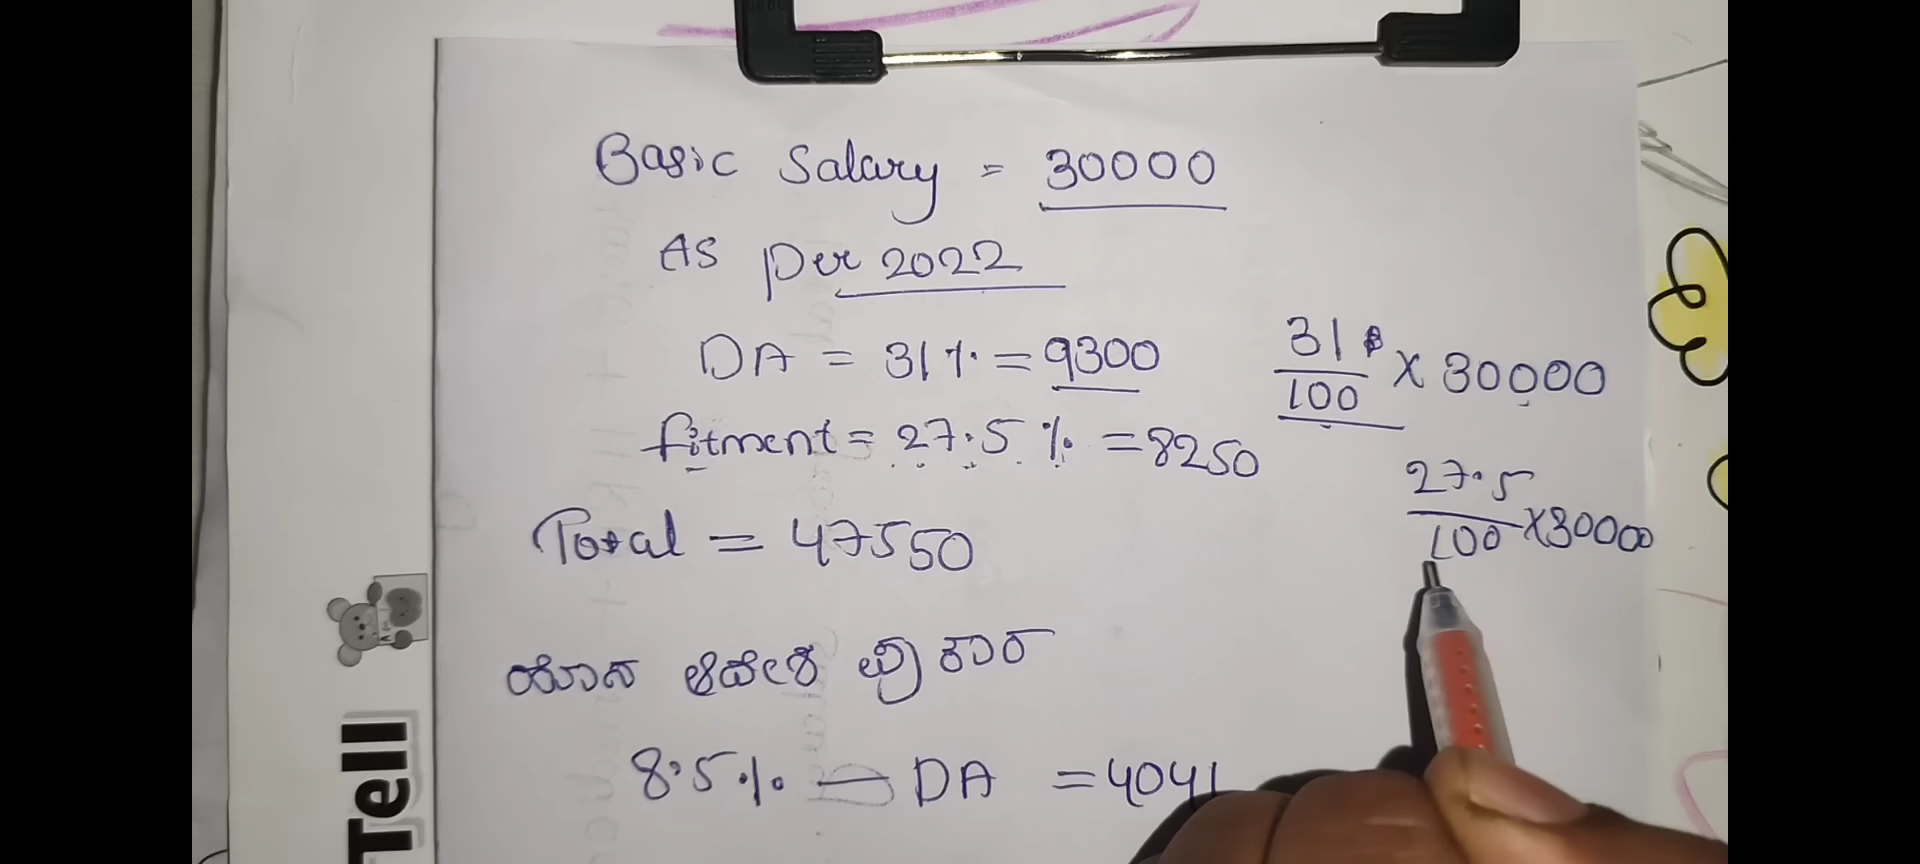 Basic Salary = 30000
As per 2022
DA = 31% = 9300
31/100 x 30000
fitment = 27.5 % = 8250
27.5/100 x 30000
Total = 47550
ಹೊಸ ಆದೇಶ ಪ್ರಕಾರ
8.5% — DA = 4041
Tell